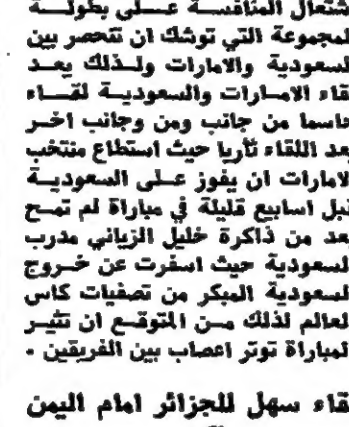 شتعال المنافسة على بطولة
لمجموعة التي توشك ان تنحصر بين
لسعودية والامارات ولذلك يعد
قاء الامارات والسعودية لقاء
حاسما من جانب ومن وجانب اخر
بعد اللقاء ثأريا حيث استطاع منتخب
لامارات ان يفوز على السعودية
قبل اسابيع قليلة في مباراة لم تمح
بعد من ذاكرة خليل الزياني مدرب
لسعودية حيث اسفرت عن خروج
لسعودية المبكر من تصفيات كاس
لعالم لذلك من المتوقع ان تثير
لمباراة توتر اعصاب بين الفريقين .
قاء سهل للجزائر امام اليمن